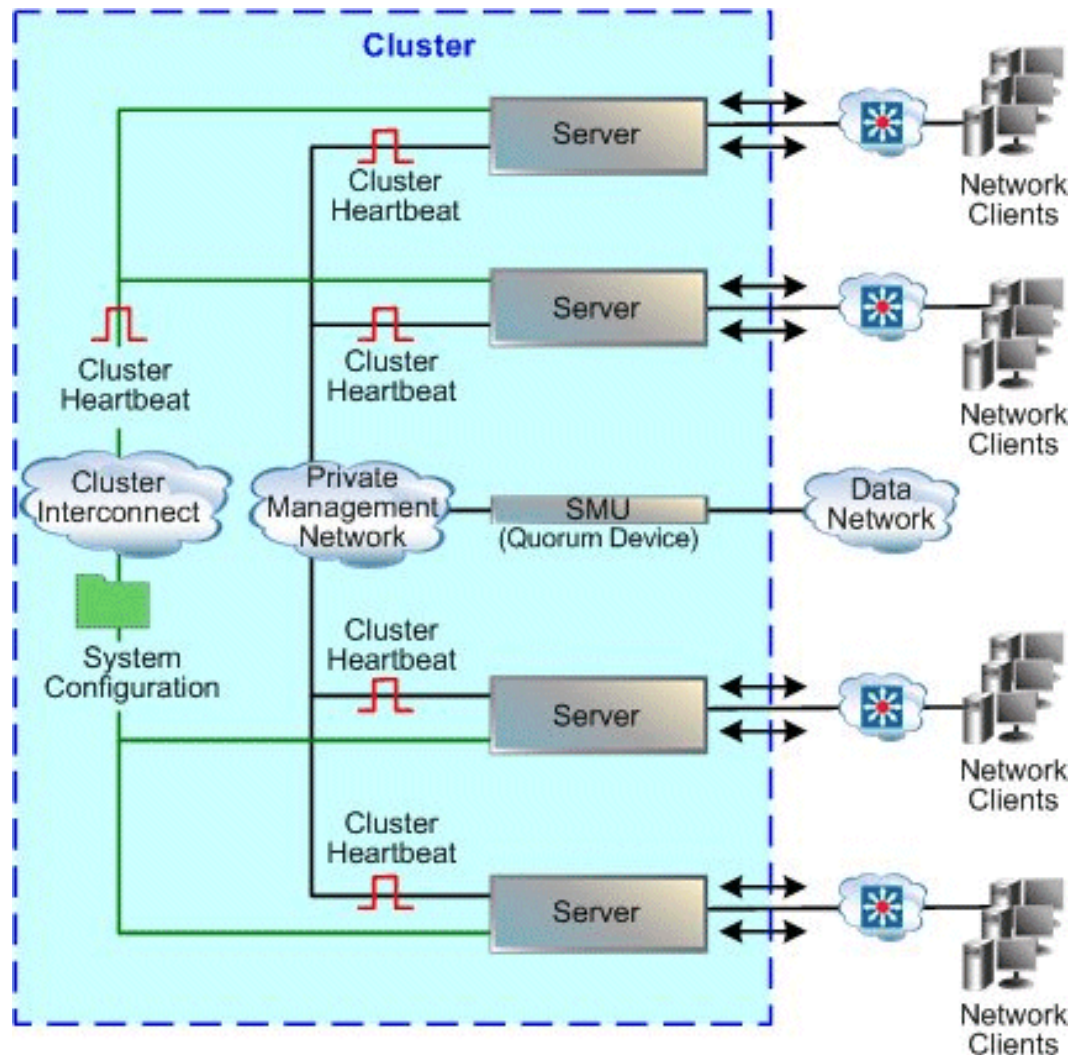 Cluster
Server
Cluster
Heartbeat
Network
Clients
Server
Cluster
Heartbeat
Cluster
Heartbeat
Network
Clients
Cluster
Interconnect
Private
Management
Network
SMU
(Quorum Device)
Data
Network
System
Configuration
Cluster
Heartbeat
Server
Network
Clients
Cluster
Heartbeat
Server
Network
Clients